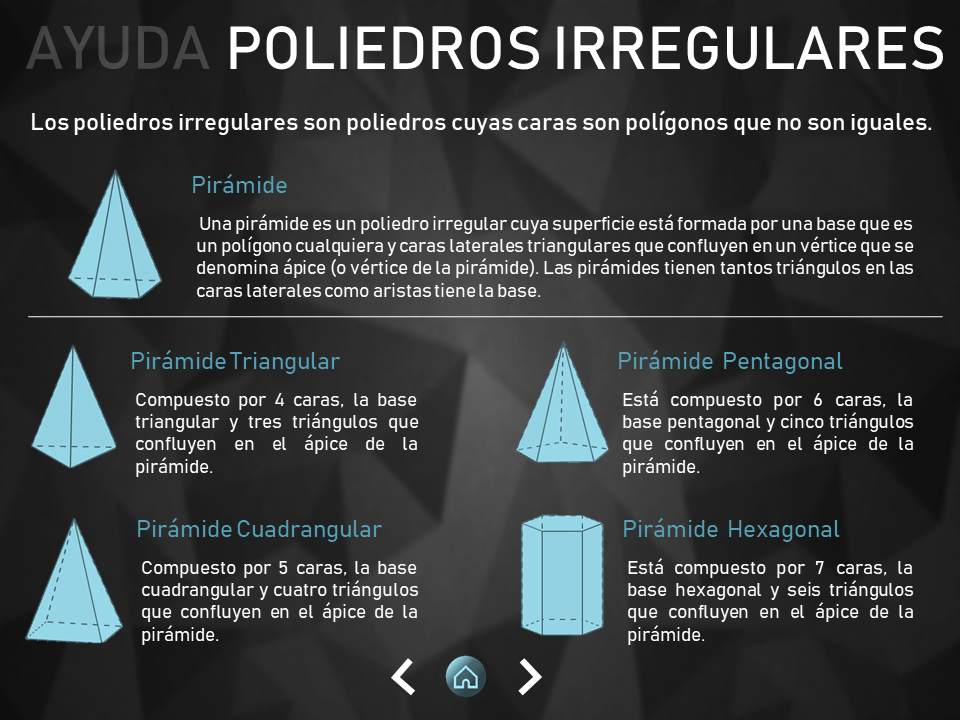 AYUDA POLIEDROS IRREGULARES
Los poliedros irregulares son poliedros cuyas caras son polígonos que no son iguales.
Pirámide
Una pirámide es un poliedro irregular cuya superficie está formada por una base que es
un polígono cualquiera y caras laterales triangulares que confluyen en un vértice que se
denomina ápice (o vértice de la pirámide). Las pirámides tienen tantos triángulos en las
caras laterales como aristas tiene la base.
Pirámide Triangular
Compuesto por 4 caras, la base
triangular y tres triángulos que
confluyen en el ápice de la
pirámide.
Pirámide Pentagonal
Está compuesto por 6 caras, la
base pentagonal y cinco triángulos
que confluyen en el ápice de la
pirámide.
Pirámide Cuadrangular
Compuesto por 5 caras, la base
cuadrangular y cuatro triángulos
que confluyen en el ápice de la
pirámide.
Pirámide Hexagonal
Está compuesto por 7 caras, la
base hexagonal y seis triángulos
que confluyen en el ápice de la
pirámide.